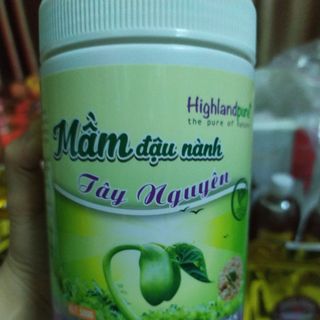 Highlandpure
the pure of nature
Mầm đậu nành
Tây Nguyên